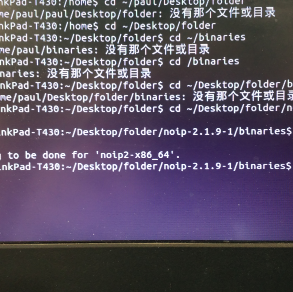 nkPad-T430:/home$ cd ~/paul/Desktop/folder
me/paul/paul/Desktop/folder: 没有那个文件或目录
nkPad-T430:/home$ cd ~/Desktop/folder
nkPad-T430:~/Desktop/folder$ cd ~/binaries
me/paul/binaries: 没有那个文件或目录
nkPad-T430:~/Desktop/folder$ cd /binaries
naries: 没有那个文件或目录
nkPad-T430:~/Desktop/folder$ cd ~/Desktop/folder/b
me/paul/Desktop/folder/binaries: 没有那个文件或目录
nkPad-T430:~/Desktop/folder$ cd ~/Desktop/folder/no
inkPad-T430:~/Desktop/folder/noip-2.1.9-1/binaries$
g to be done for 'noip2-x86_64'.
inkPad-T430:~/Desktop/folder/noip-2.1.9-1/binaries$